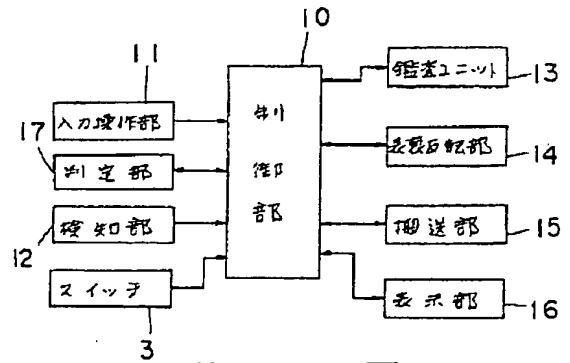 10
11
入力操作部
17
判定部
検知部
12
スイッチ
3
制御部
鑑査ユニット
13
表裏反転部
14
搬送部
15
表示部
16